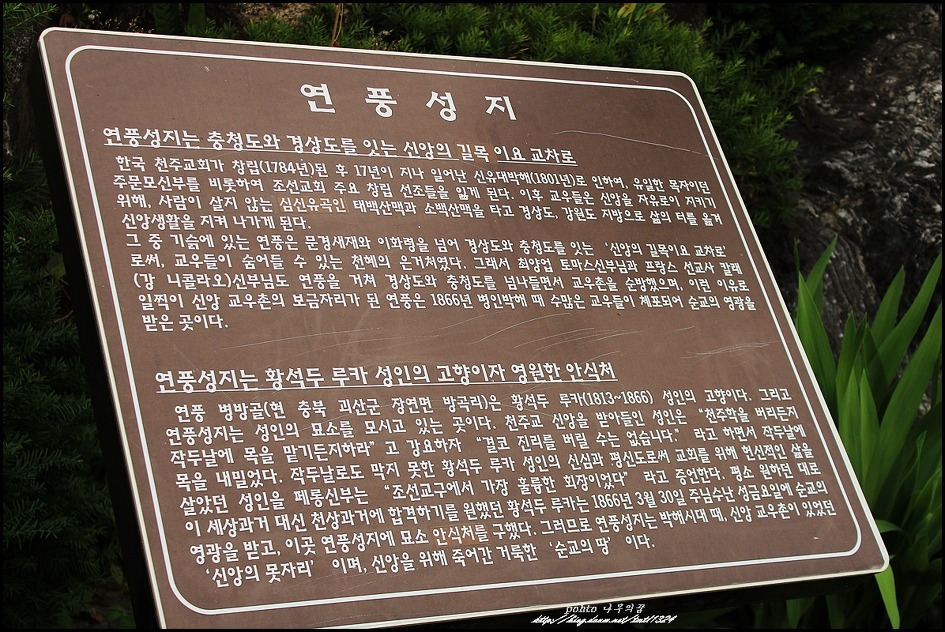 연풍성지
연풍성지는 충청도와 경상도를 잇는 신앙의 길목 이요 교차로
한국 천주교회가 창립(1784년)된 후 17년이 지나 일어난 신유대박해(1801년)로 인하여, 유일한 목자이던
주문모신부를 비롯하여 조선교회 주요 창립 선조들을 잃게 된다. 이후 교우들은 신앙을 자유로이 지키기
위해, 사람이 살지 않는 심신유곡인 태백산맥과 소백산맥을 타고 경상도, 강원도 지방으로 삶의 터를 옮겨
신앙생활을 지켜 나가게 된다.
그 중 기슭에 있는 연풍은 문경새재와 이화령을 넘어 경상도와 충청도를 잇는 ‘신앙의 길목이요 교차로’
로써, 교우들이 숨어들 수 있는 천혜의 은거처였다. 그래서 최양업 토마스신부님과 프랑스 선교사 깔레
(강 니콜라오)신부님도 연풍을 거쳐 경상도와 충청도를 넘나들면서 교우촌을 순방했으며, 이런 이유로
일찍이 신앙 교우촌의 보금자리가 된 연풍은 1866년 병인박해 때 수많은 교우들이 체포되어 순교의 영광을
받은 곳이다.
연풍성지는 황석두 루카 성인의 고향이자 영원한 안식처
연풍 병방골(현 충북 괴산군 장연면 방곡리)은 황석두 루카(1813~1866) 성인의 고향이다. 그리고
연풍성지는 성인의 묘소를 모시고 있는 곳이다. 천주교 신앙을 받아들인 성인은 “천주학을 버리든지
작두날에 목을 맡기든지하라” 고 강요하자 “결코 진리를 버릴 수는 없습니다.” 라고 하면서 작두날에
목을 내밀었다. 작두날로도 막지 못한 황석두 루카 성인의 신심과 평신도로써 교회를 위해 헌신적인 삶을
살았던 성인을 페롱신부는 “조선교구에서 가장 훌륭한 회장이었다” 라고 증언한다. 평소 원하던 대로
이 세상과거 대신 천상과거에 합격하기를 원했던 황석두 루카는 1866년 3월 30일 주님수난 성금요일에 순교의
영광을 받고, 이곳 연풍성지에 묘소 안식처를 구했다. 그러므로 연풍성지는 박해시대 때, 신앙 교우촌이 있었던
‘신앙의 못자리’ 이며, 신앙을 위해 죽어간 거룩한 ‘순교의 땅’ 이다.
pohto 나무의꿈
https://blog.daum.net/bmt1324